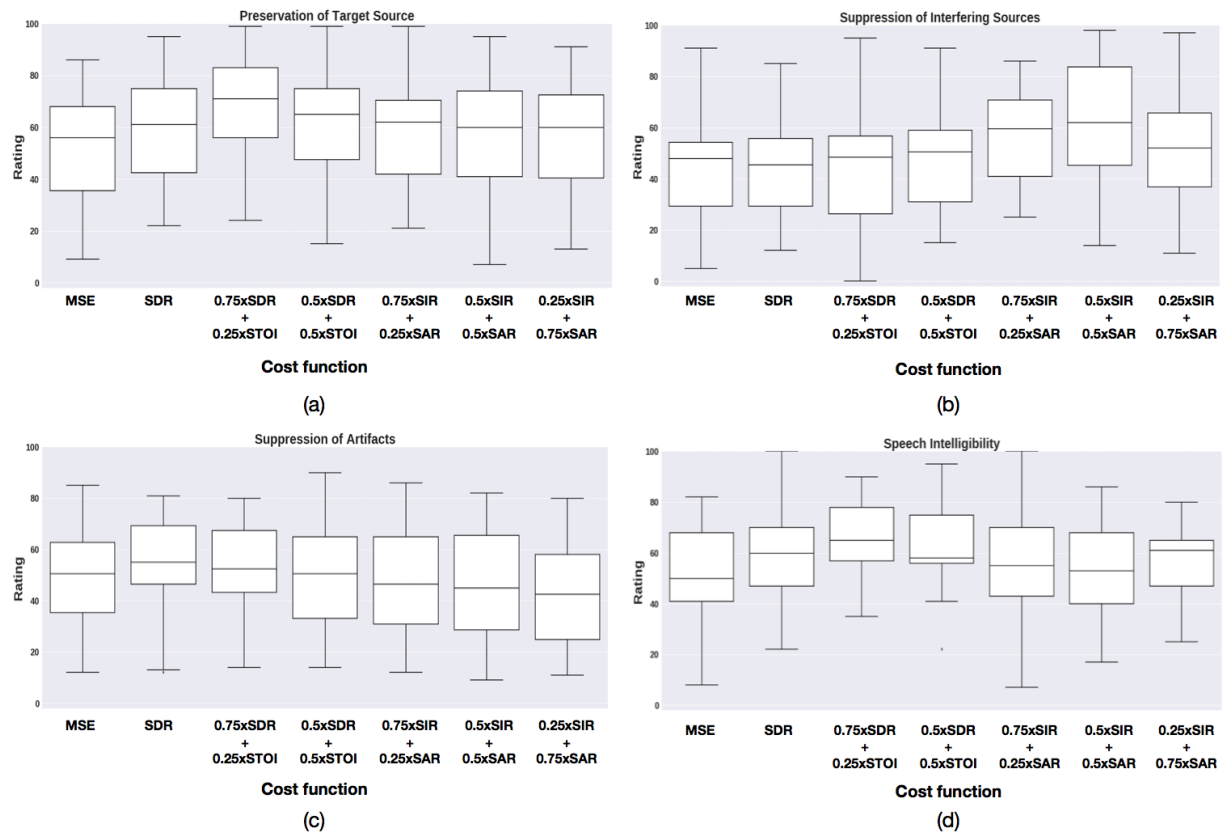 Preservation of Target Source
Rating
100
80
60
40
20
0
MSE SDR 0.75xSDR 0.5xSDR 0.75xSIR 0.5xSIR 0.25xSIR
+ + + + +
0.25xSTOI 0.5xSTOI 0.25xSAR 0.5xSAR 0.75xSAR
Cost function
(a)
Suppression of Interfering Sources
Rating
100
80
60
40
20
0
MSE SDR 0.75xSDR 0.5xSDR 0.75xSIR 0.5xSIR 0.25xSIR
+ + + + +
0.25xSTOI 0.5xSTOI 0.25xSAR 0.5xSAR 0.75xSAR
Cost function
(b)
Suppression of Artifacts
Rating
100
80
60
40
20
0
MSE SDR 0.75xSDR 0.5xSDR 0.75xSIR 0.5xSIR 0.25xSIR
+ + + + +
0.25xSTOI 0.5xSTOI 0.25xSAR 0.5xSAR 0.75xSAR
Cost function
(c)
Speech Intelligibility
Rating
100
80
60
40
20
0
MSE SDR 0.75xSDR 0.5xSDR 0.75xSIR 0.5xSIR 0.25xSIR
+ + + + +
0.25xSTOI 0.5xSTOI 0.25xSAR 0.5xSAR 0.75xSAR
Cost function
(d)